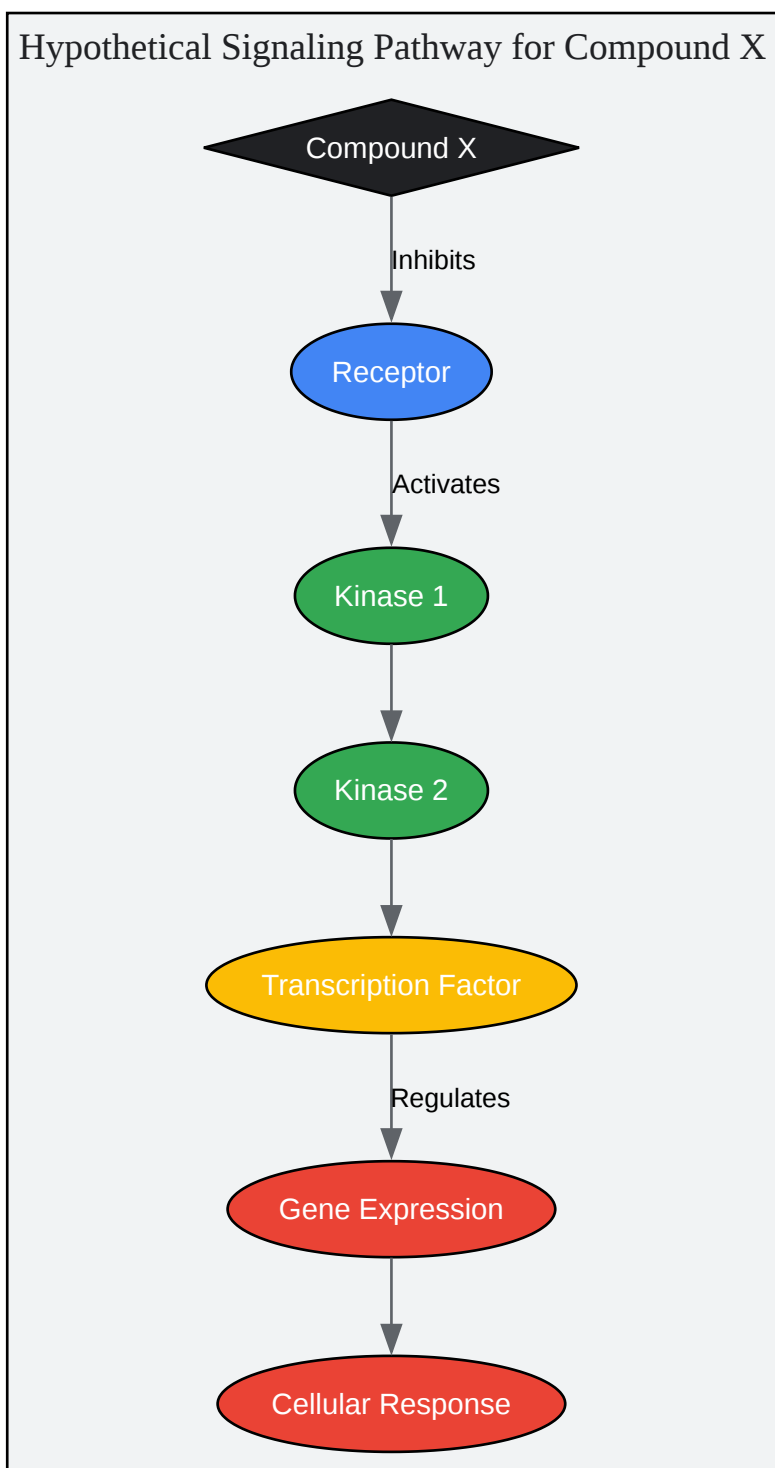 Hypothetical Signaling Pathway for Compound X
Compound X
Inhibits
Receptor
Activates
Kinase 1
Kinase 2
Transcription Factor
Regulates
Gene Expression
Cellular Response